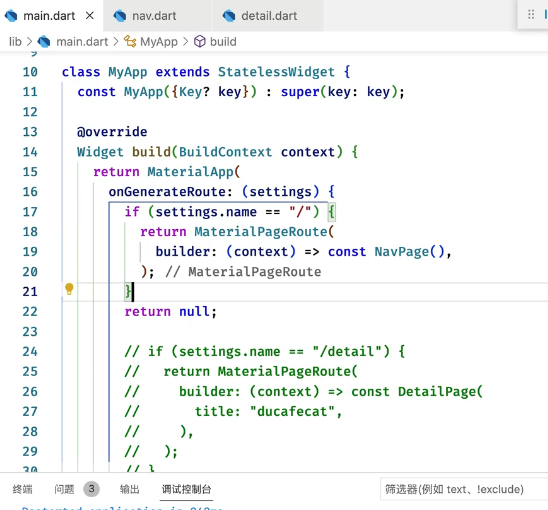 main.dart × nav.dart detail.dart
lib > main.dart > MyApp > build
10 class MyApp extends StatelessWidget {
11 const MyApp({Key? key}) : super(key: key);
12
13 @override
14 Widget build(BuildContext context) {
15 return MaterialApp(
16 onGenerateRoute: (settings) {
17 if (settings.name == "/") {
18 return MaterialPageRoute(
19 builder: (context) => const NavPage(),
20 ); // MaterialPageRoute
21 }
22 return null;
23
24 // if (settings.name == "/detail") {
25 // return MaterialPageRoute(
26 // builder: (context) => const DetailPage(
27 // title: "ducafecat",
28 // ),
29 // );
30 // }
终端 问题 3 输出 调试控制台 筛选器(例如 text、!exclude)